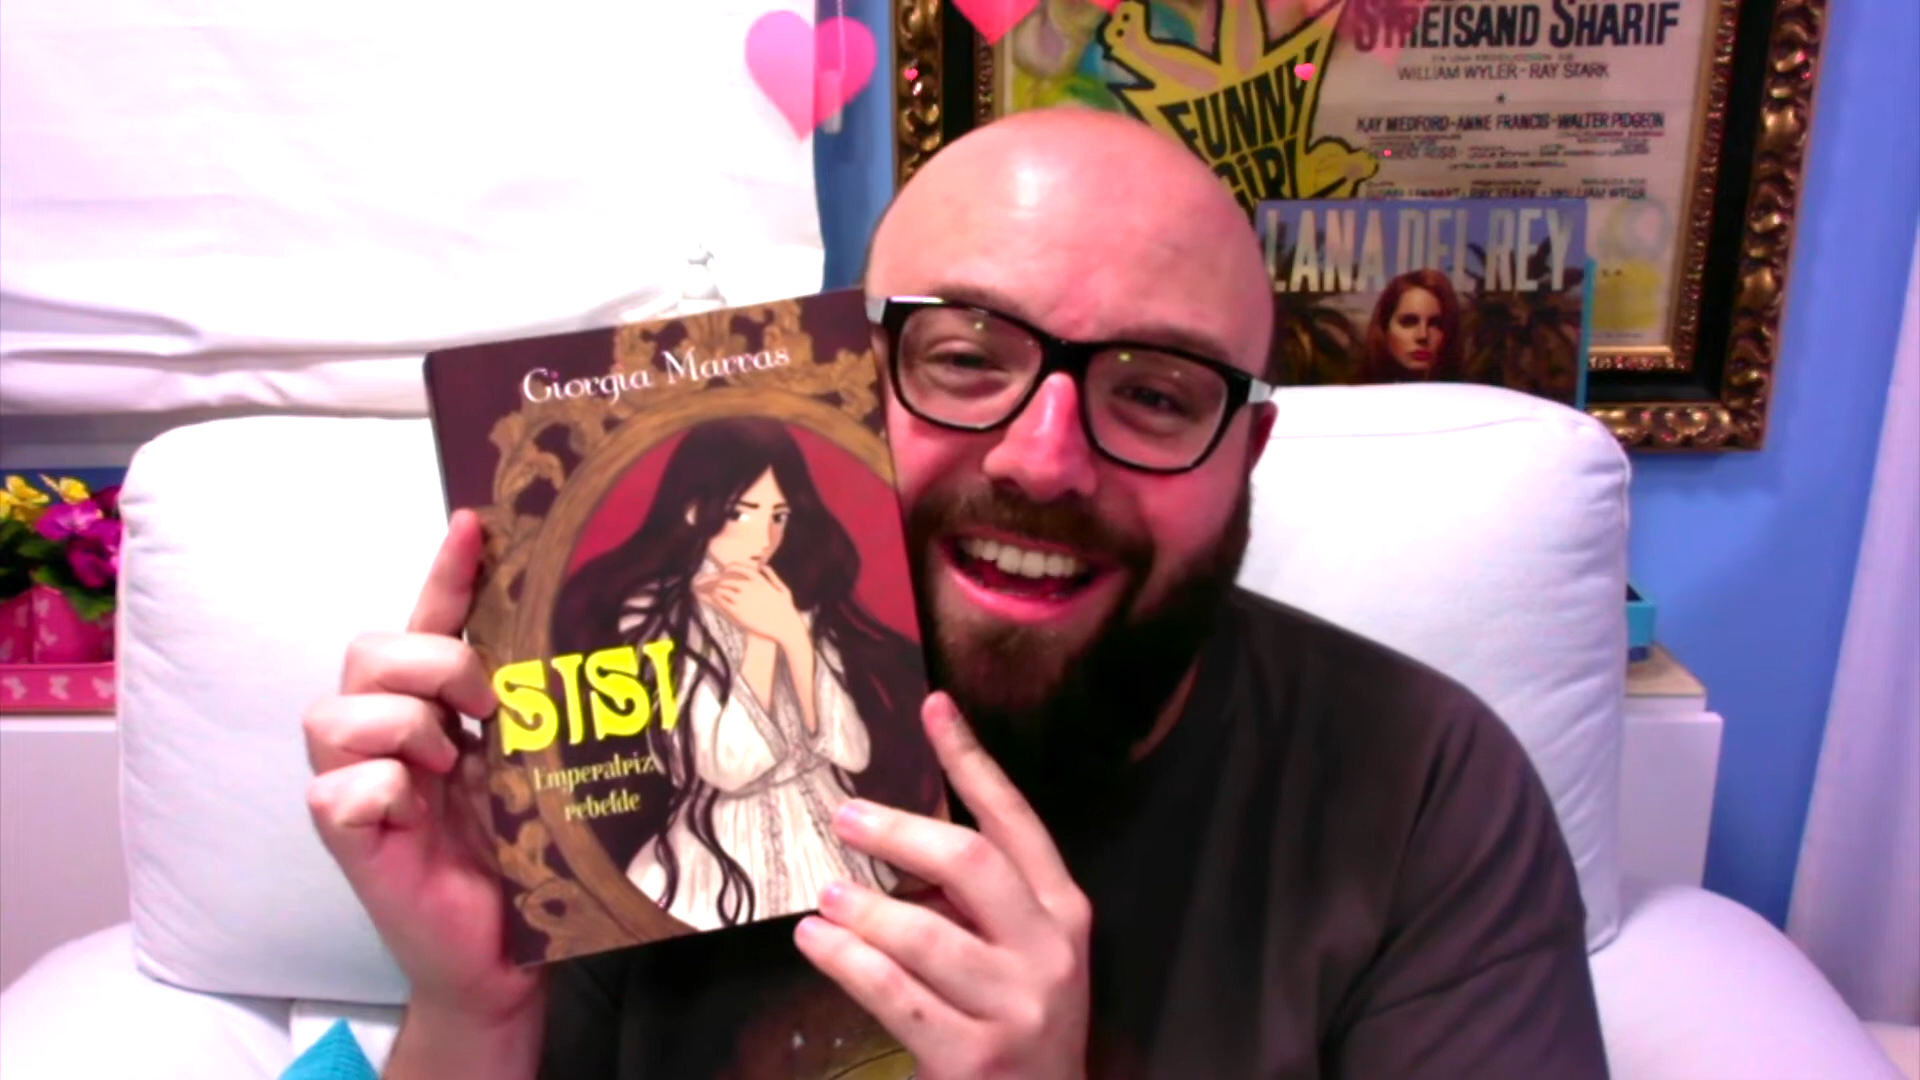 STREISAND SHARIF
WILLIAM WYLER - RAY STARK
KAY MEDFORD - ANNE FRANCIS - WALTER PIDGEON
FUNNY
GIRL
LANA DEL REY
Giorgia Marras
SISI
Emperatriz
rebelde